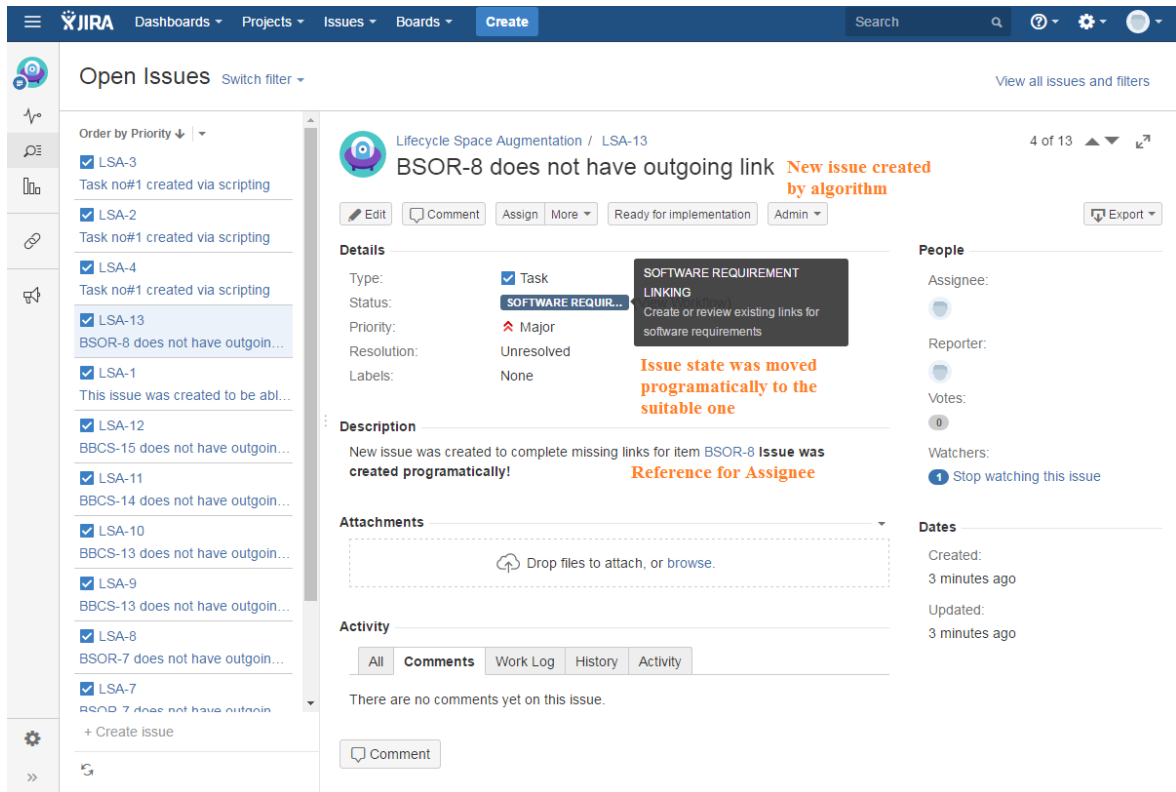 JIRA Dashboards Projects Issues Boards Create Search
Open Issues Switch filter
View all issues and filters
Order by Priority
LSA-3
Task no#1 created via scripting
LSA-2
Task no#1 created via scripting
LSA-4
Task no#1 created via scripting
LSA-13
BSOR-8 does not have outgoin...
LSA-1
This issue was created to be abl...
LSA-12
BBCS-15 does not have outgoin...
LSA-11
BBCS-14 does not have outgoin...
LSA-10
BBCS-13 does not have outgoin...
LSA-9
BBCS-13 does not have outgoin...
LSA-8
BSOR-7 does not have outgoin...
LSA-7
BSOR-7 does not have outgoin
+ Create issue
Lifecycle Space Augmentation / LSA-13
4 of 13
BSOR-8 does not have outgoing link
New issue created
by algorithm
Edit Comment Assign More Ready for implementation Admin Export
Details
Type: Task
Status: SOFTWARE REQUIR...
SOFTWARE REQUIREMENT
LINKING
Create or review existing links for
software requirements
Priority: Major
Resolution: Unresolved
Labels: None
Issue state was moved
programatically to the
suitable one
Description
New issue was created to complete missing links for item BSOR-8 Issue was
created programatically!
Reference for Assignee
Attachments
Drop files to attach, or browse.
Activity
All Comments Work Log History Activity
There are no comments yet on this issue.
Comment
People
Assignee:
Reporter:
Votes:
0
Watchers:
1 Stop watching this issue
Dates
Created:
3 minutes ago
Updated:
3 minutes ago